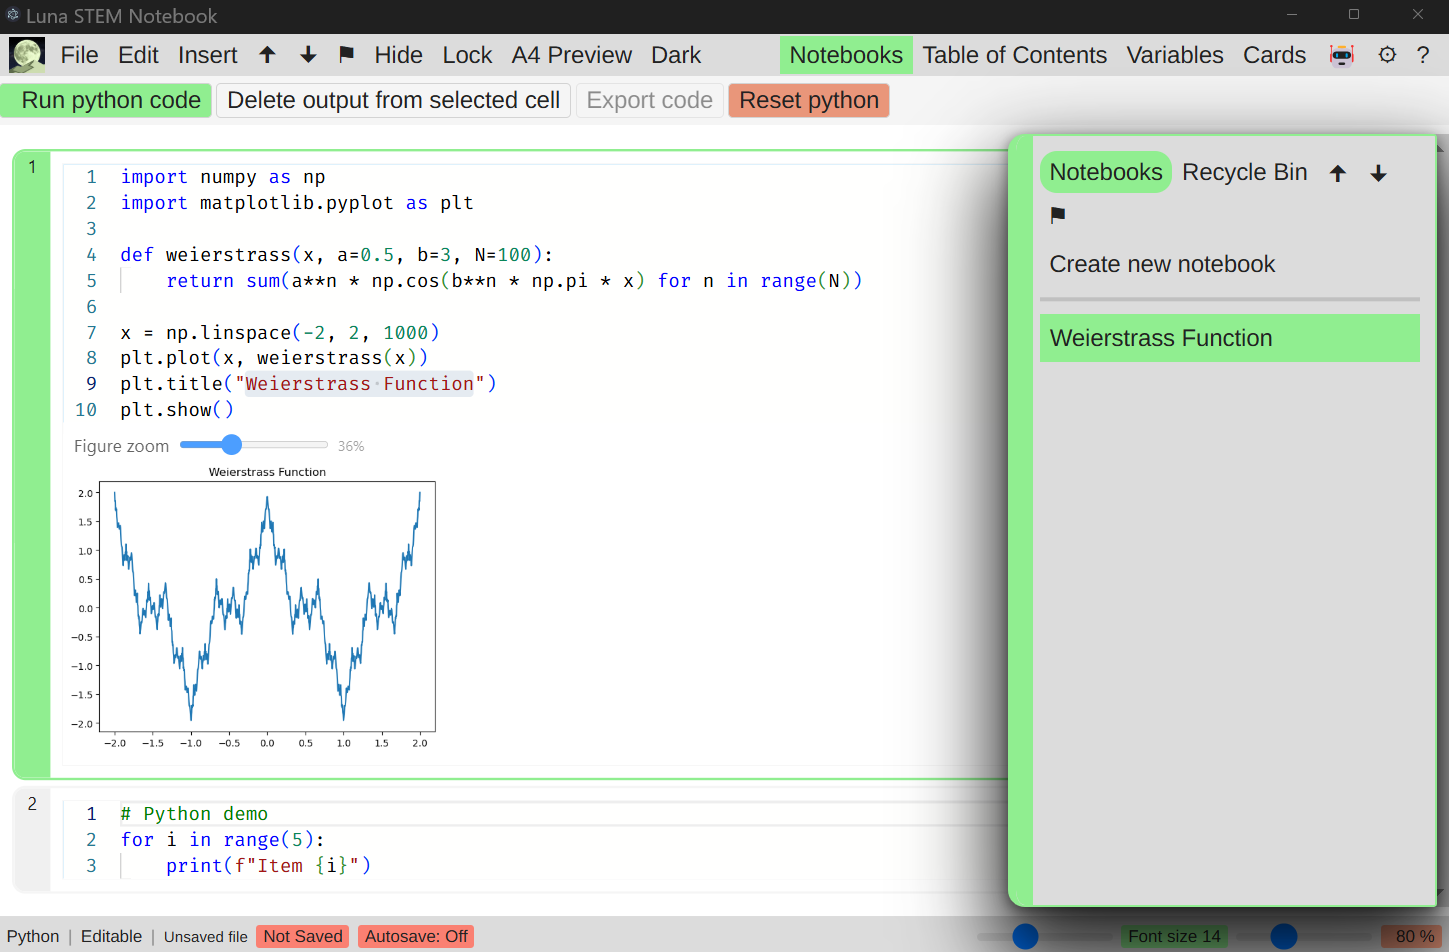 Luna STEM Notebook
File Edit Insert Hide Lock A4 Preview Dark Notebooks Table of Contents Variables Cards ?
Run python code Delete output from selected cell Export code Reset python
1
1 import numpy as np
2 import matplotlib.pyplot as plt
3
4 def weierstrass(x, a=0.5, b=3, N=100):
5 return sum(a**n * np.cos(b**n * np.pi * x) for n in range(N))
6
7 x = np.linspace(-2, 2, 1000)
8 plt.plot(x, weierstrass(x))
9 plt.title("Weierstrass·Function")
10 plt.show()
Figure zoom 36%
Weierstrass Function
2.0
1.5
1.0
0.5
0.0
−0.5
−1.0
−1.5
−2.0
−2.0 −1.5 −1.0 −0.5 0.0 0.5 1.0 1.5 2.0
2
1 # Python demo
2 for i in range(5):
3 print(f"Item {i}")
Notebooks Recycle Bin
Create new notebook
Weierstrass Function
Python | Editable | Unsaved file Not Saved Autosave: Off Font size 14 80 %